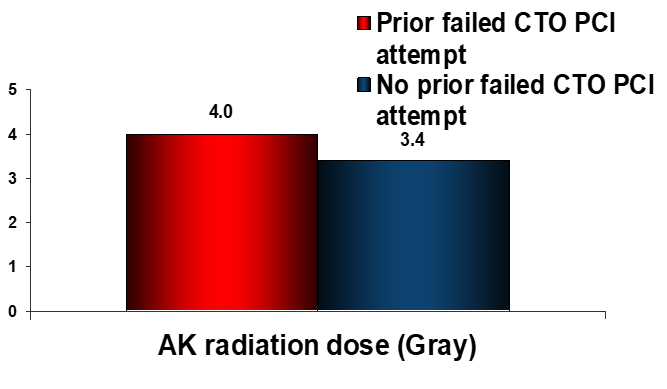 Prior failed CTO PCI
attempt
No prior failed CTO PCI
attempt
5
4
3
2
1
0
4.0
3.4
AK radiation dose (Gray)